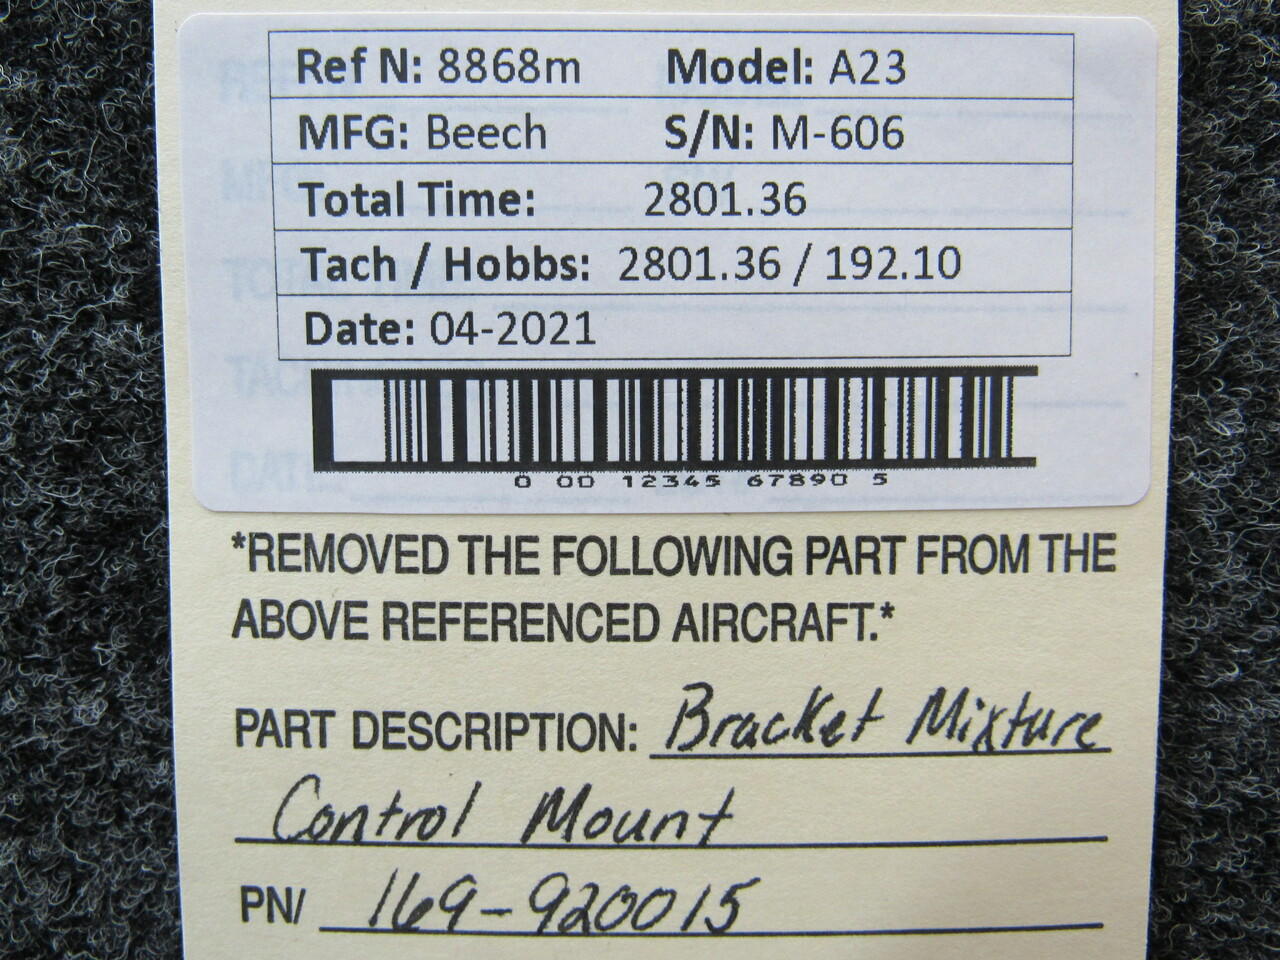 Ref N: 8868m Model: A23
MFG: Beech S/N: M-606
Total Time: 2801.36
Tach / Hobbs: 2801.36 / 192.10
Date: 04-2021
0 00 12345 67890 5
*REMOVED THE FOLLOWING PART FROM THE
ABOVE REFERENCED AIRCRAFT.*
PART DESCRIPTION: Bracket Mixture
Control Mount
PN/ 169-920015